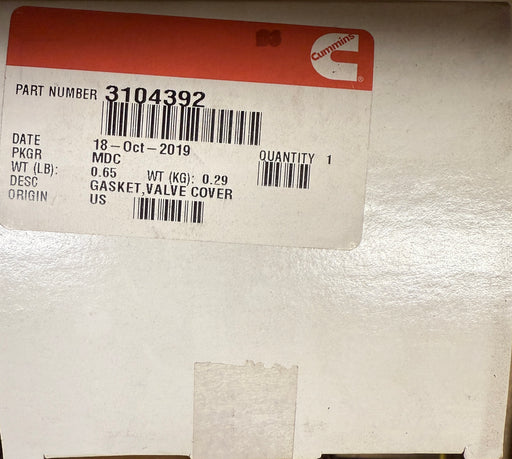 Cummins
PART NUMBER 3104392
DATE 18-Oct-2019
PKGR MDC QUANTITY 1
WT (LB): 0.65 WT (KG): 0.29
DESC GASKET,VALVE COVER
ORIGIN US